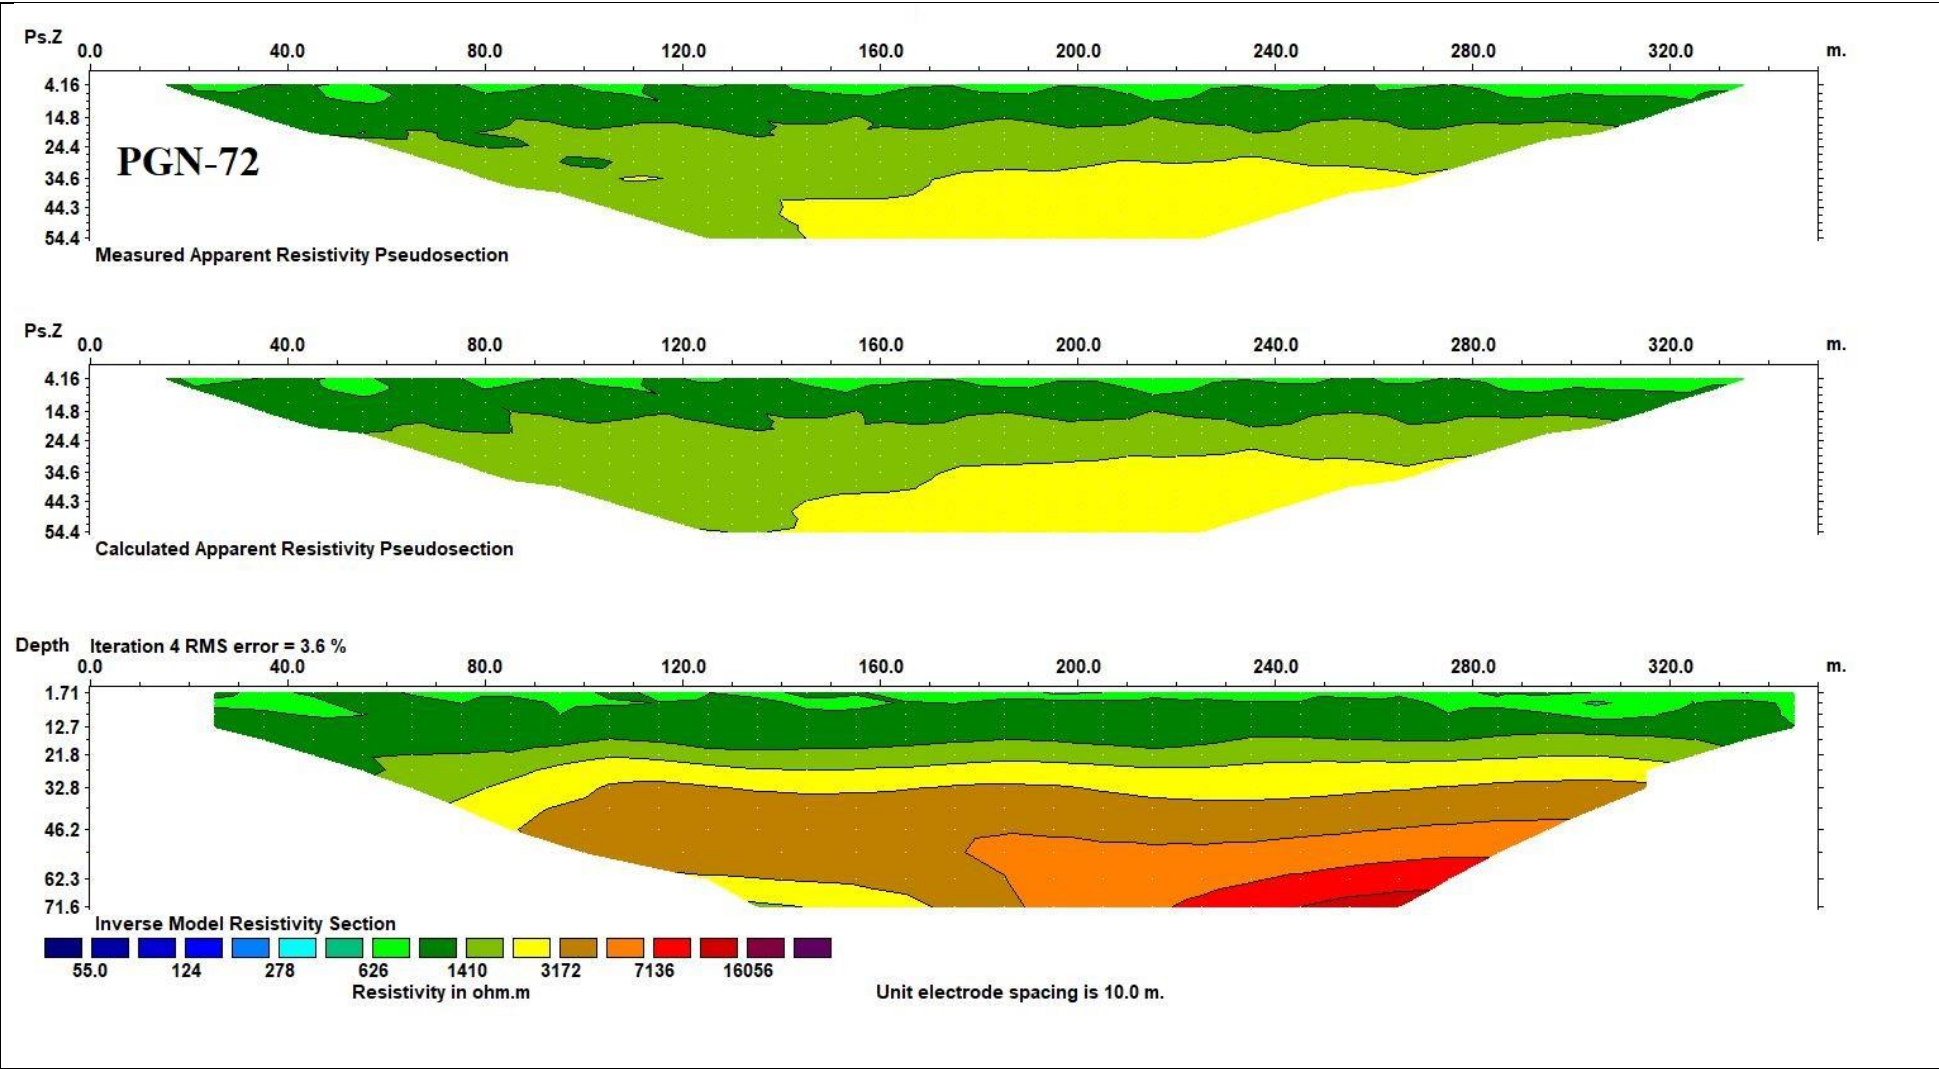 Ps.Z 0.0 40.0 80.0 120.0 160.0 200.0 240.0 280.0 320.0 m.
4.16
14.8
24.4
34.6
44.3
54.4
PGN-72
Measured Apparent Resistivity Pseudosection
Ps.Z 0.0 40.0 80.0 120.0 160.0 200.0 240.0 280.0 320.0 m.
4.16
14.8
24.4
34.6
44.3
54.4
Calculated Apparent Resistivity Pseudosection
Depth Iteration 4 RMS error = 3.6 %
0.0 40.0 80.0 120.0 160.0 200.0 240.0 280.0 320.0 m.
1.71
12.7
21.8
32.8
46.2
62.3
71.6
Inverse Model Resistivity Section
55.0 124 278 626 1410 3172 7136 16056
Resistivity in ohm.m Unit electrode spacing is 10.0 m.